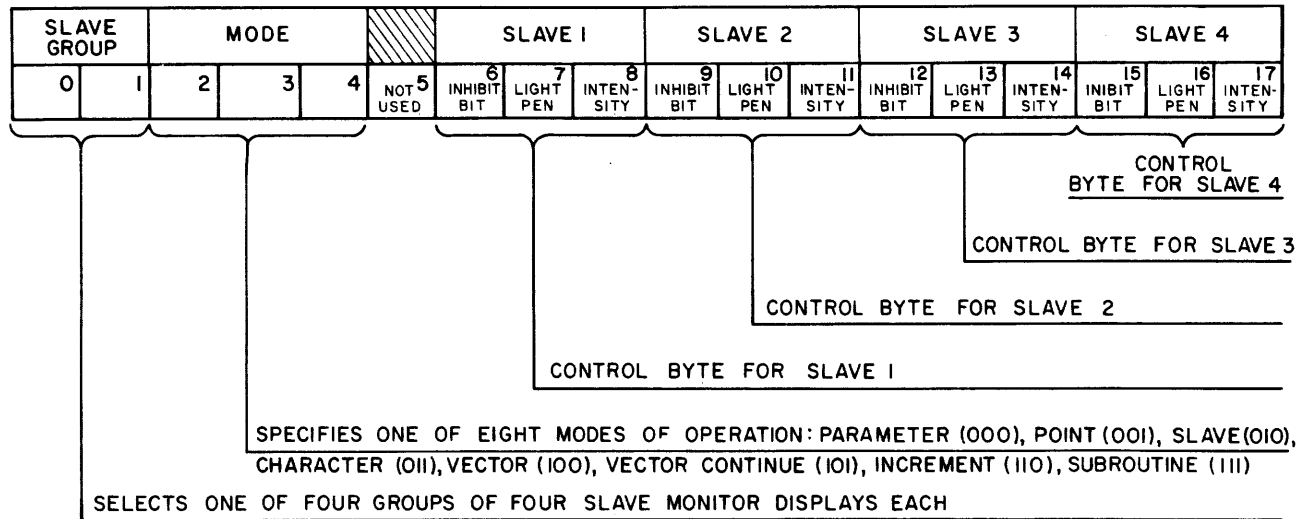 SLAVE GROUP
MODE
SLAVE 1
SLAVE 2
SLAVE 3
SLAVE 4
0
1
2
3
4
NOT 5 USED
6 INHIBIT BIT
7 LIGHT PEN
8 INTEN-SITY
9 INHIBIT BIT
10 LIGHT PEN
11 INTEN-SITY
12 INHIBIT BIT
13 LIGHT PEN
14 INTEN-SITY
15 INIBIT BIT
16 LIGHT PEN
17 INTEN-SITY
CONTROL
BYTE FOR SLAVE 4
CONTROL BYTE FOR SLAVE 3
CONTROL BYTE FOR SLAVE 2
CONTROL BYTE FOR SLAVE 1
SPECIFIES ONE OF EIGHT MODES OF OPERATION: PARAMETER (000), POINT (001), SLAVE(010),
CHARACTER (011), VECTOR (100), VECTOR CONTINUE (101), INCREMENT (110), SUBROUTINE (111)
SELECTS ONE OF FOUR GROUPS OF FOUR SLAVE MONITOR DISPLAYS EACH